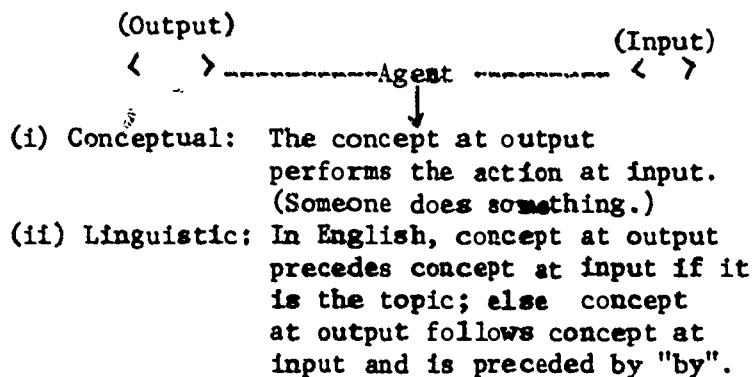 (Output) (Input)
< > ---------------Agent ------------- < >
(i) Conceptual: The concept at output
performs the action at input.
(Someone does something.)
(ii) Linguistic: In English, concept at output
precedes concept at input if it
is the topic; else concept
at output follows concept at
input and is preceded by "by".